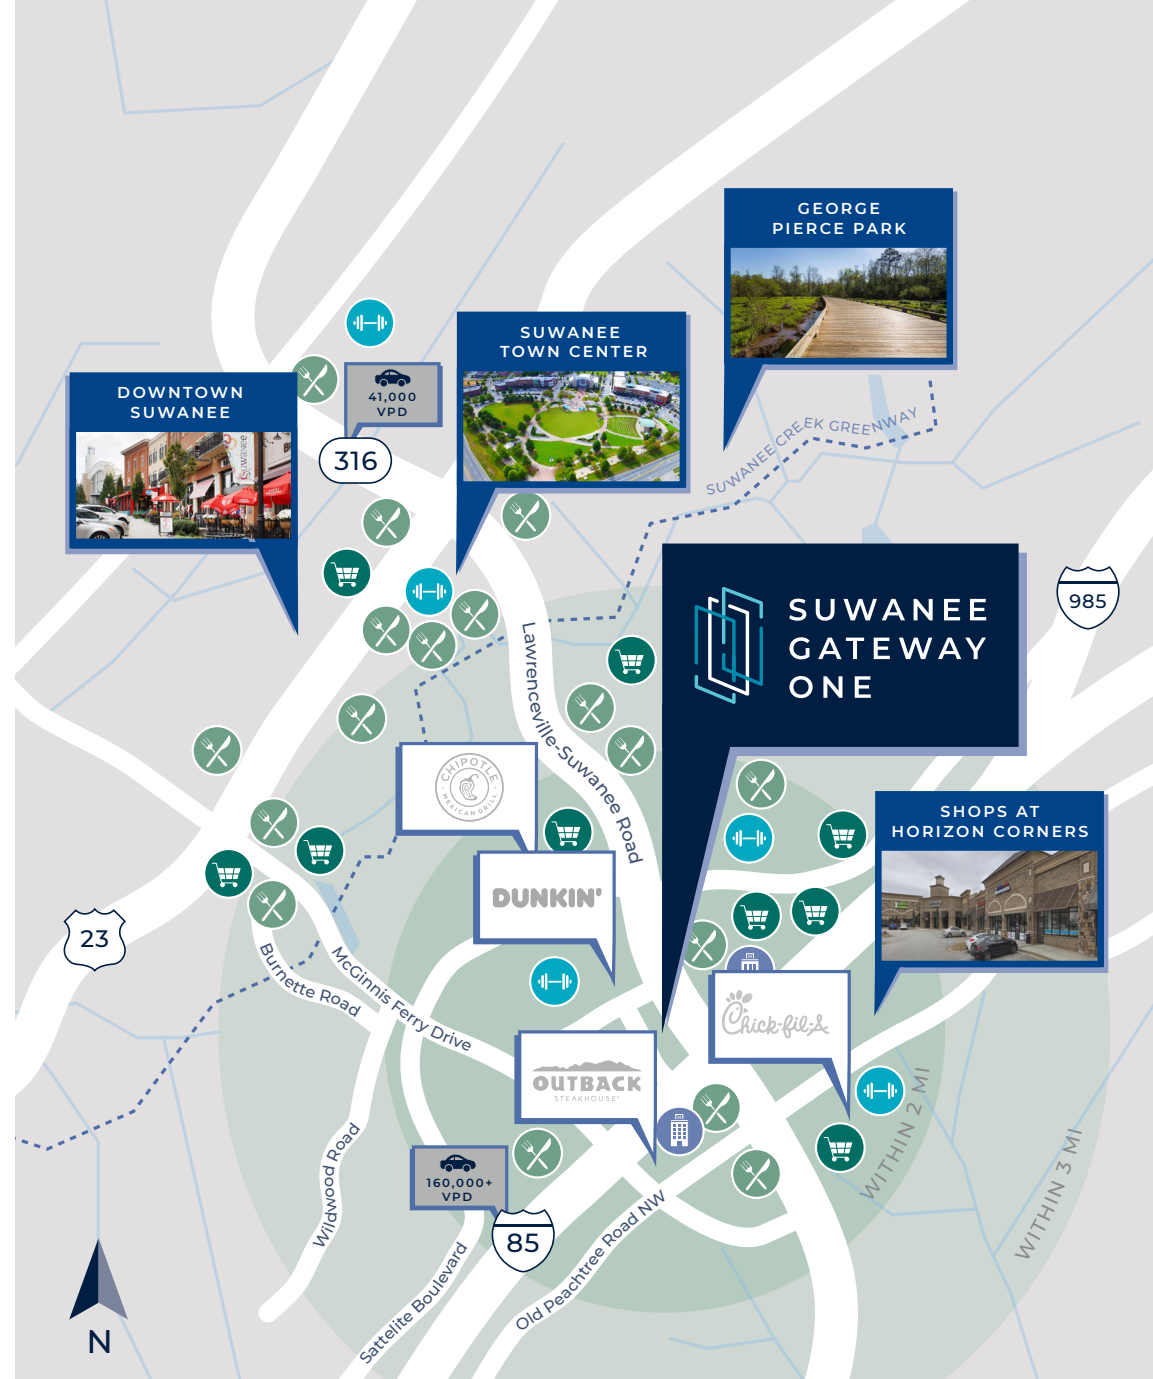 GEORGE
PIERCE PARK
SUWANEE
TOWN CENTER
41,000
VPD
DOWNTOWN
SUWANEE
suwanee
316
SUWANEE CREEK GREENWAY
985
SUWANEE
GATEWAY
ONE
Lawrenceville-Suwanee Road
CHIPOTLE
MEXICAN GRILL
SHOPS AT
HORIZON CORNERS
DUNKIN'
23
Burnette Road
McGinnis Ferry Drive
Chick-fil-A
OUTBACK
STEAKHOUSE®
WITHIN 2 MI
WITHIN 3 MI
Wildwood Road
160,000+
VPD
85
Old Peachtree Road NW
Sattelite Boulevard
N